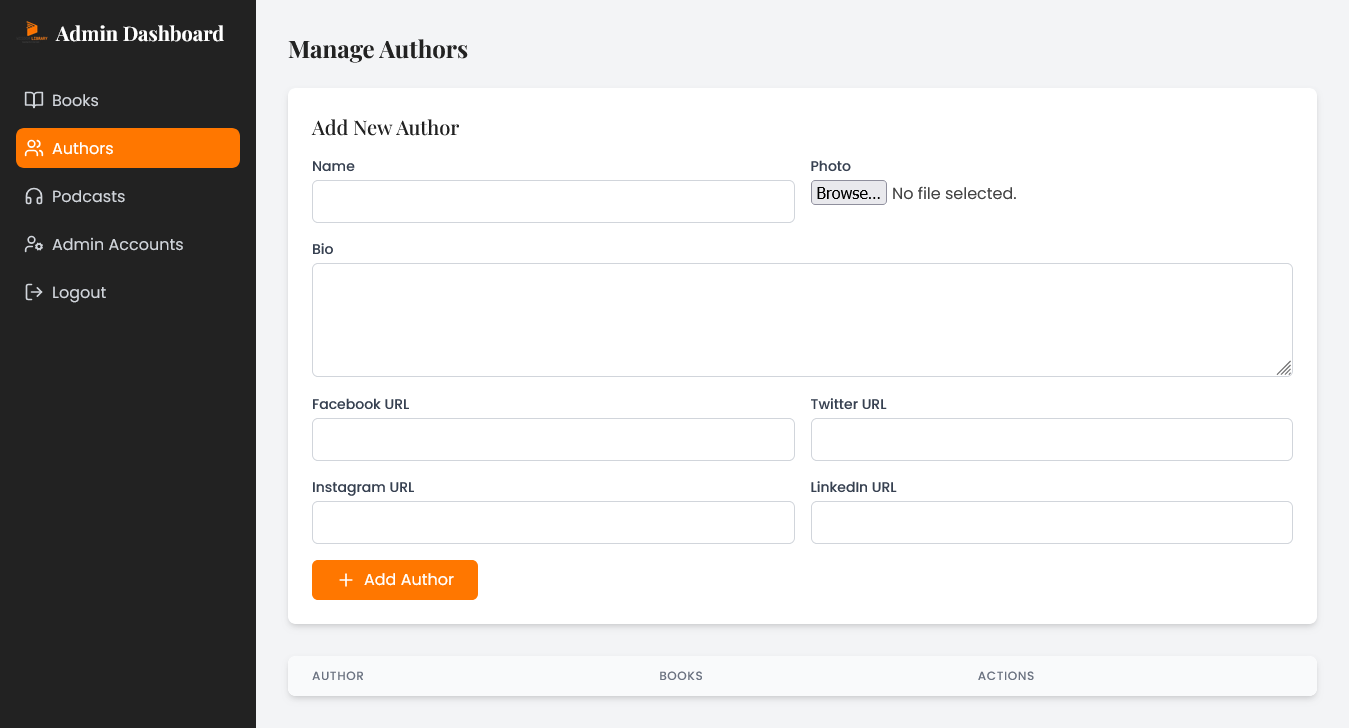 Admin Dashboard
Books
Authors
Podcasts
Admin Accounts
Logout
Manage Authors
Add New Author
Name
Photo
Browse... No file selected.
Bio
Facebook URL
Twitter URL
Instagram URL
LinkedIn URL
Add Author
AUTHOR
BOOKS
ACTIONS